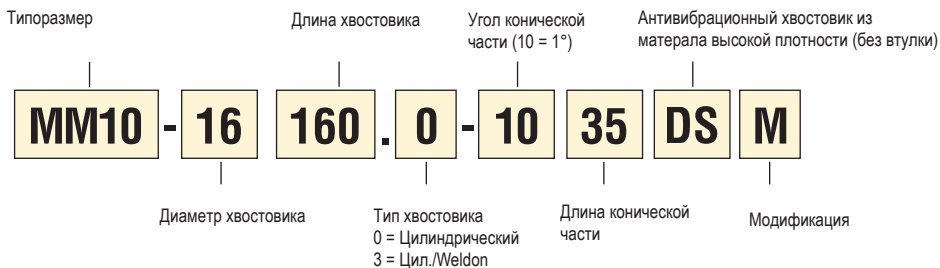 Типоразмер
Длина хвостовика
Угол конической
части (10 = 1°)
Антивибрационный хвостовик из
матерала высокой плотности (без втулки)
MM10 - 16 160 . 0 - 10 35 DS M
Диаметр хвостовика
Тип хвостовика
0 = Цилиндрический
3 = Цил./Weldon
Длина конической
части
Модификация